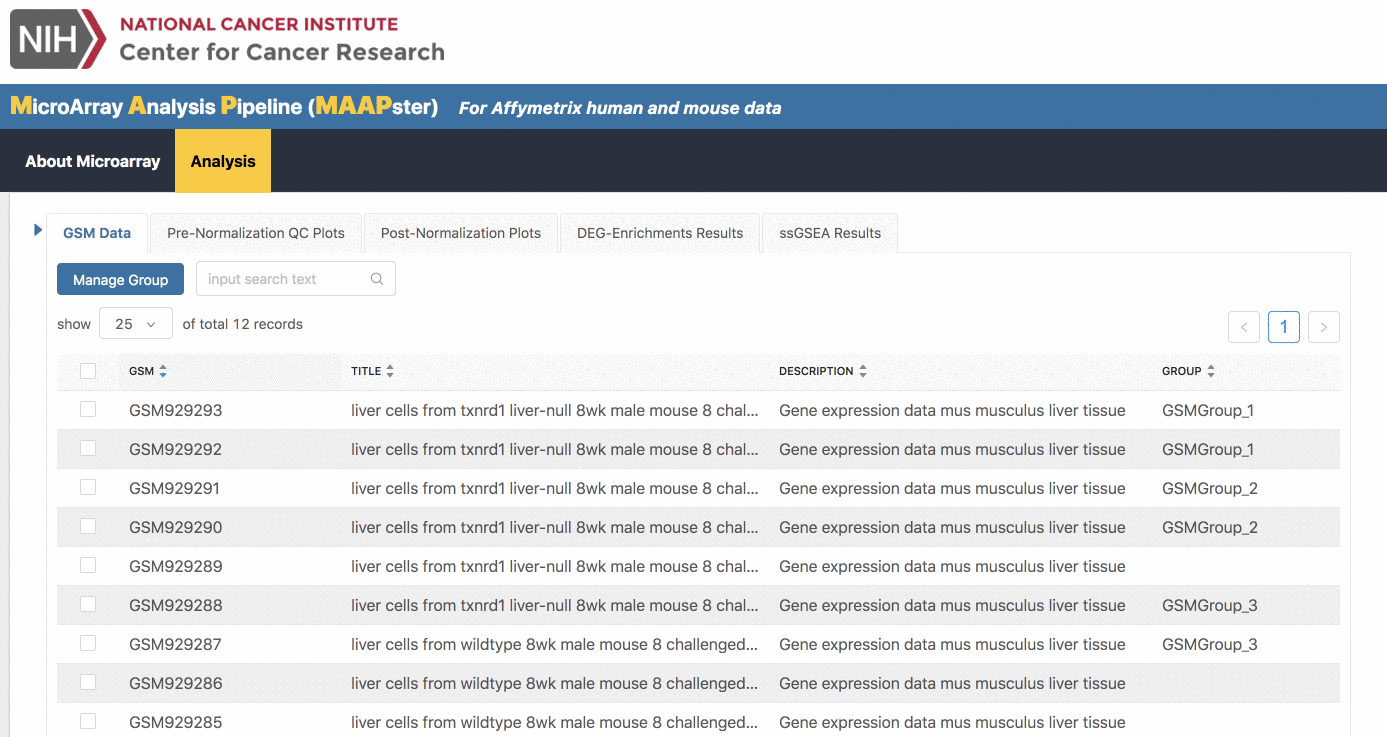 NIH
NATIONAL CANCER INSTITUTE
Center for Cancer Research
MicroArray Analysis Pipeline (MAAPster) For Affymetrix human and mouse data
About Microarray Analysis
GSM Data Pre-Normalization QC Plots Post-Normalization Plots DEG-Enrichments Results ssGSEA Results
Manage Group input search text
show 25 of total 12 records < 1 >
GSM TITLE DESCRIPTION GROUP
GSM929293 liver cells from txnrd1 liver-null 8wk male mouse 8 chal... Gene expression data mus musculus liver tissue GSMGroup_1
GSM929292 liver cells from txnrd1 liver-null 8wk male mouse 8 chal... Gene expression data mus musculus liver tissue GSMGroup_1
GSM929291 liver cells from txnrd1 liver-null 8wk male mouse 8 chal... Gene expression data mus musculus liver tissue GSMGroup_2
GSM929290 liver cells from txnrd1 liver-null 8wk male mouse 8 chal... Gene expression data mus musculus liver tissue GSMGroup_2
GSM929289 liver cells from txnrd1 liver-null 8wk male mouse 8 chal... Gene expression data mus musculus liver tissue
GSM929288 liver cells from txnrd1 liver-null 8wk male mouse 8 chal... Gene expression data mus musculus liver tissue GSMGroup_3
GSM929287 liver cells from wildtype 8wk male mouse 8 challenged... Gene expression data mus musculus liver tissue GSMGroup_3
GSM929286 liver cells from wildtype 8wk male mouse 8 challenged... Gene expression data mus musculus liver tissue
GSM929285 liver cells from wildtype 8wk male mouse 8 challenged... Gene expression data mus musculus liver tissue